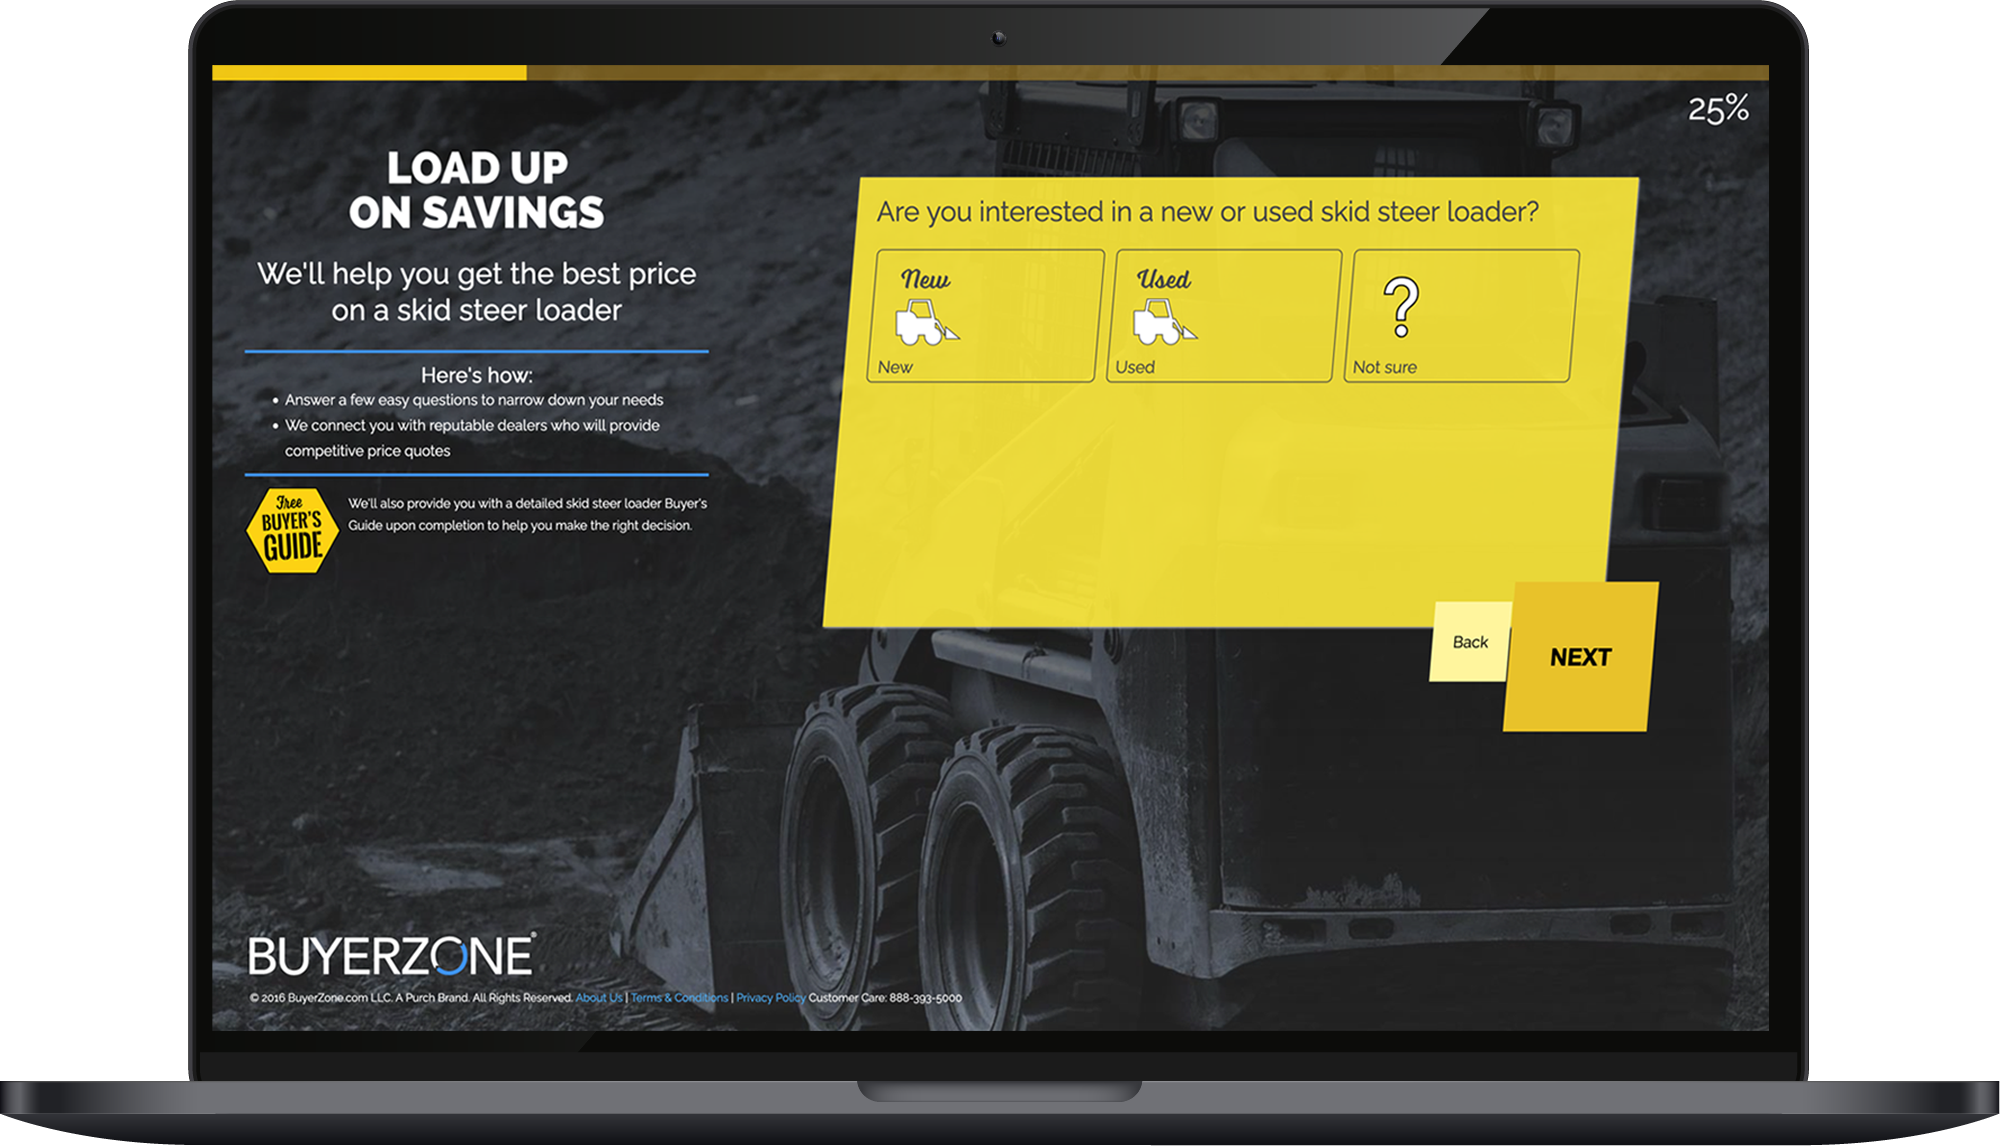 25%
LOAD UP
ON SAVINGS
We'll help you get the best price
on a skid steer loader
Here's how:
• Answer a few easy questions to narrow down your needs
• We connect you with reputable dealers who will provide
competitive price quotes
Free
BUYER'S
GUIDE
We'll also provide you with a detailed skid steer loader Buyer's
Guide upon completion to help you make the right decision.
Are you interested in a new or used skid steer loader?
New
New
Used
Used
?
Not sure
Back
NEXT
BUYERZONE®
© 2016 BuyerZone.com LLC. A Purch Brand. All Rights Reserved. About Us | Terms & Conditions | Privacy Policy Customer Care: 888-393-5000